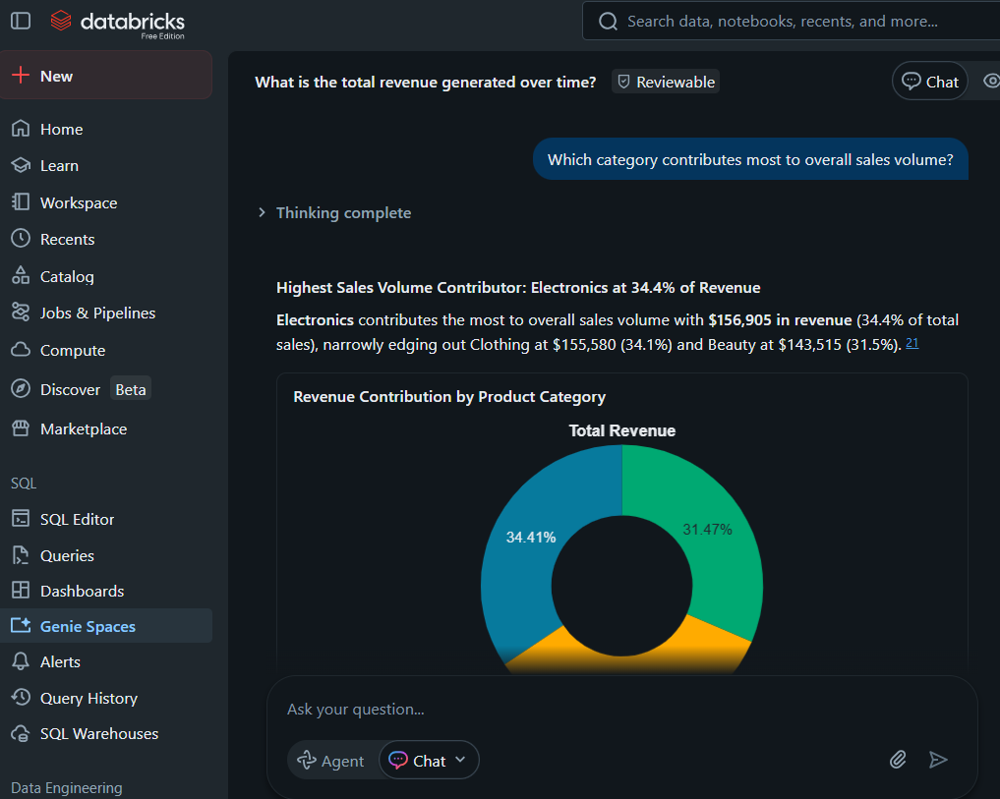 databricks
Free Edition
Search data, notebooks, recents, and more...
New
Home
Learn
Workspace
Recents
Catalog
Jobs & Pipelines
Compute
Discover Beta
Marketplace
SQL
SQL Editor
Queries
Dashboards
Genie Spaces
Alerts
Query History
SQL Warehouses
Data Engineering
What is the total revenue generated over time? Reviewable
Chat
Which category contributes most to overall sales volume?
Thinking complete
Highest Sales Volume Contributor: Electronics at 34.4% of Revenue
Electronics contributes the most to overall sales volume with $156,905 in revenue (34.4% of total
sales), narrowly edging out Clothing at $155,580 (34.1%) and Beauty at $143,515 (31.5%). 21
Revenue Contribution by Product Category
Total Revenue
34.41%
31.47%
Ask your question...
Agent Chat